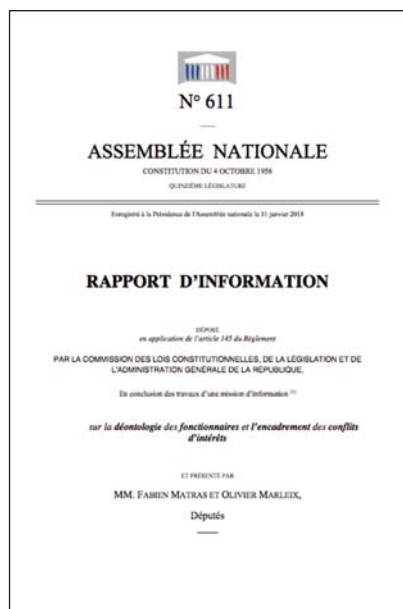 N° 611
ASSEMBLÉE NATIONALE
CONSTITUTION DU 4 OCTOBRE 1958
QUINZIÈME LÉGISLATURE
Enregistré à la Présidence de l'Assemblée nationale le 31 janvier 2018
RAPPORT D'INFORMATION
DÉPOSÉ
en application de l'article 145 du Règlement
PAR LA COMMISSION DES LOIS CONSTITUTIONNELLES, DE LA LÉGISLATION ET DE
L'ADMINISTRATION GÉNÉRALE DE LA RÉPUBLIQUE,
En conclusion des travaux d'une mission d'information (1)
sur la déontologie des fonctionnaires et l'encadrement des conflits
d'intérêts
ET PRÉSENTÉ PAR
MM. FABIEN MATRAS ET OLIVIER MARLEIX,
Députés